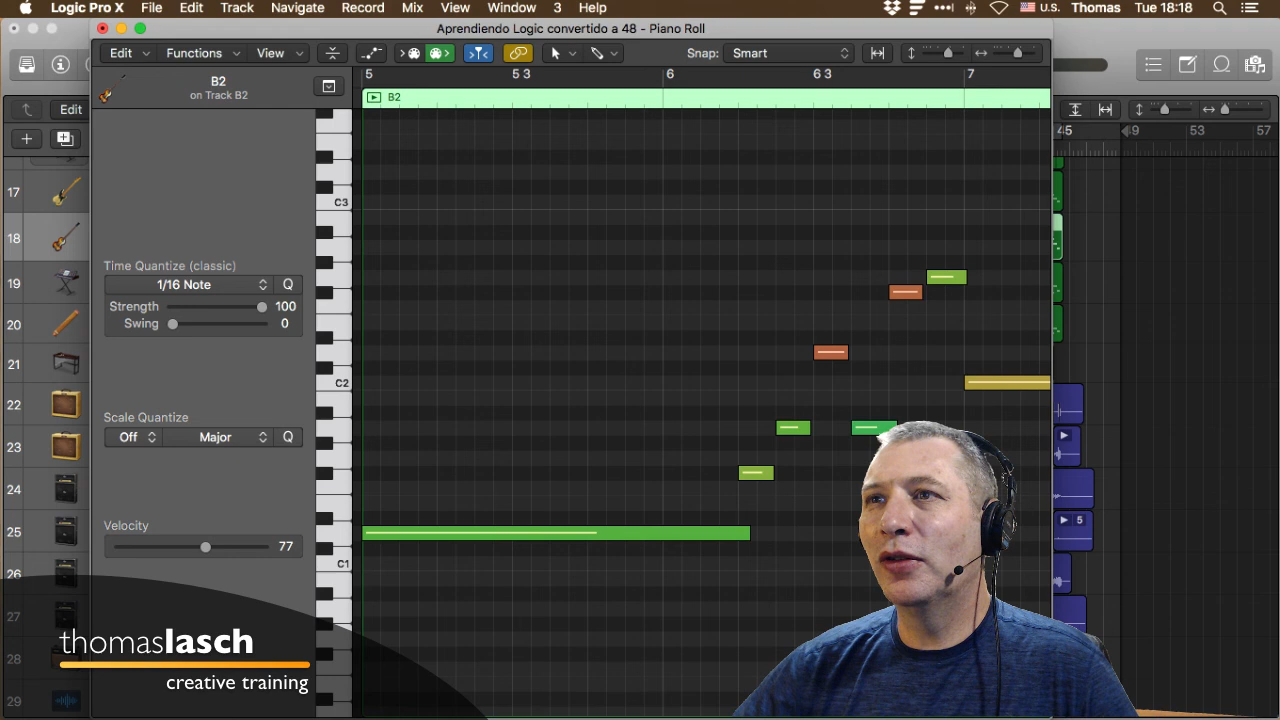 Logic Pro X File Edit Track Navigate Record Mix View Window 3 Help U.S. Thomas Tue 18:18
Aprendiendo Logic convertido a 48 - Piano Roll
Edit Functions View Snap: Smart
B2
on Track B2
5 5 3 6 6 3 7
B2
Edit
45 49 53 57
17
18
19
20
21
22
23
24
25
26
27
28
29
Time Quantize (classic)
1/16 Note Q
Strength 100
Swing 0
Scale Quantize
Off Major Q
Velocity
77
C3
C2
C1
5
thomaslasch
creative training